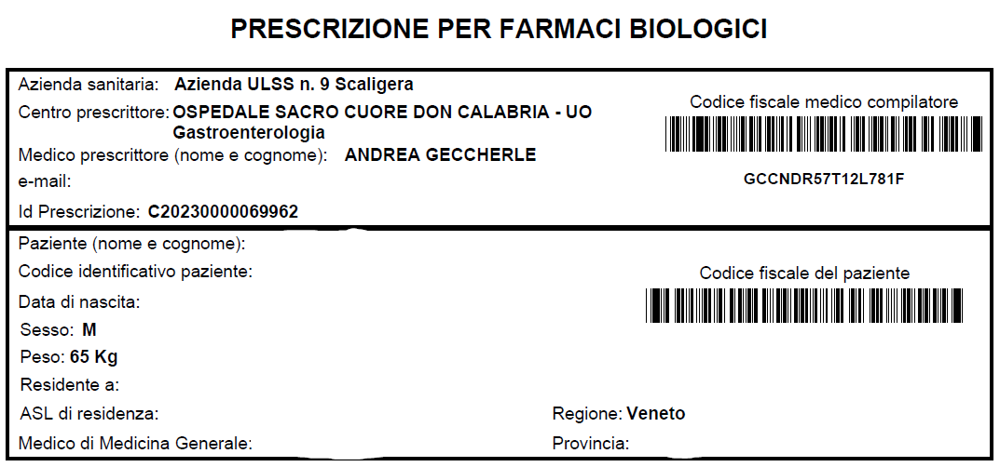 PRESCRIZIONE PER FARMACI BIOLOGICI
Azienda sanitaria: Azienda ULSS n. 9 Scaligera
Centro prescrittore: OSPEDALE SACRO CUORE DON CALABRIA - UO
Gastroenterologia
Medico prescrittore (nome e cognome): ANDREA GECCHERLE
e-mail:
Id Prescrizione: C20230000069962
Codice fiscale medico compilatore
GCCNDR57T12L781F
Paziente (nome e cognome):
Codice identificativo paziente:
Data di nascita:
Sesso: M
Peso: 65 Kg
Residente a:
ASL di residenza:
Medico di Medicina Generale:
Codice fiscale del paziente
Regione: Veneto
Provincia: